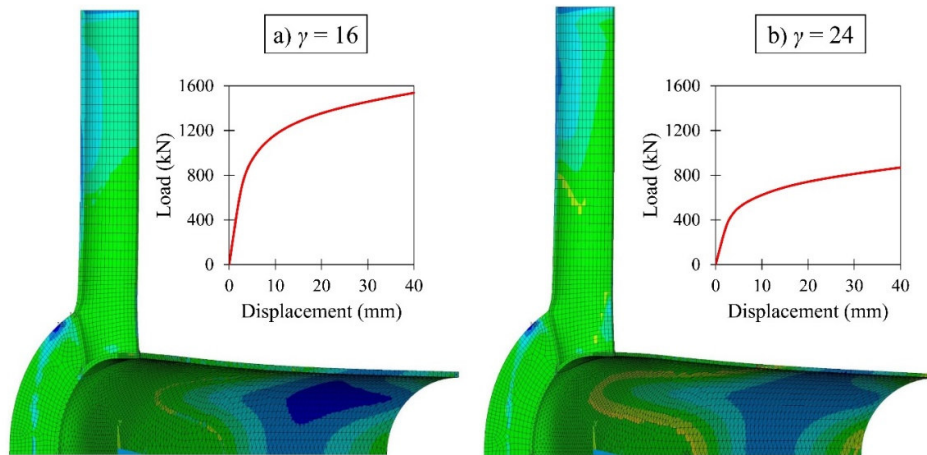 a) γ = 16
1600
1200
800
400
0
Load (kN)
0 10 20 30 40
Displacement (mm)
b) γ = 24
1600
1200
800
400
0
Load (kN)
0 10 20 30 40
Displacement (mm)